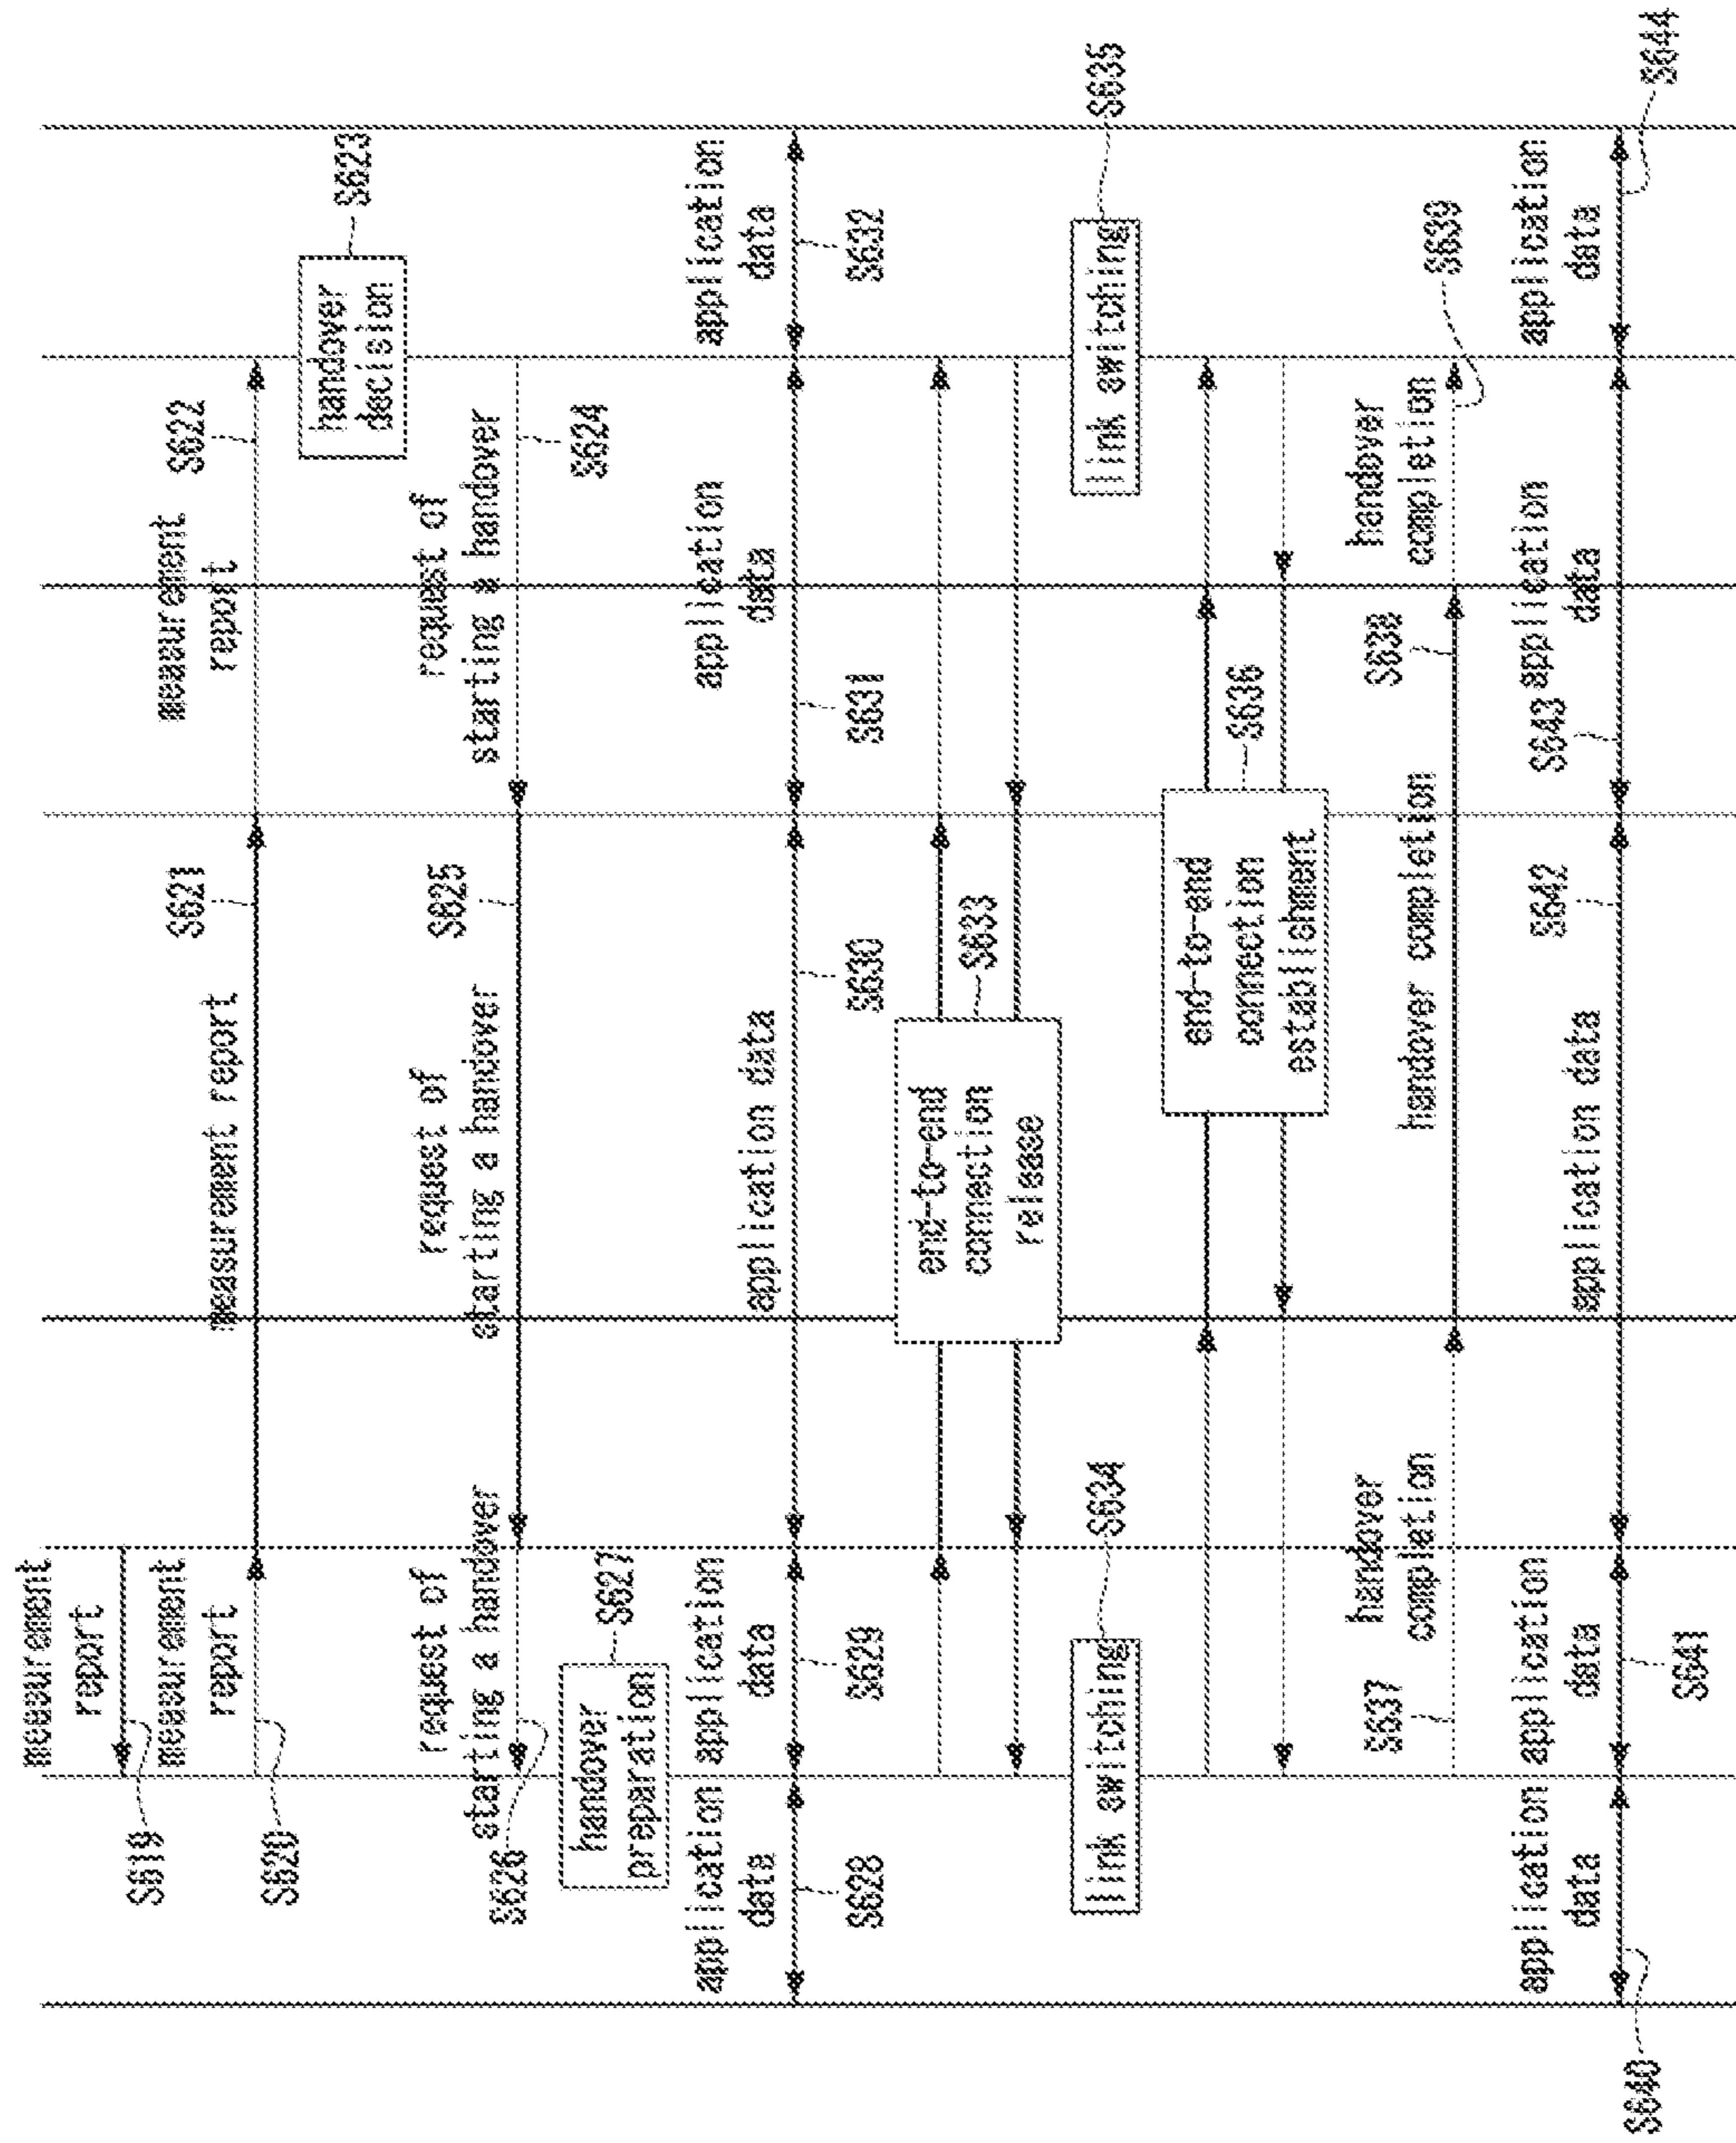 measurement
report
S619
measurement
report
S620
measurement report
S621
measurement
report
S622
handover
decision
S623
request of
starting a handover
S624
request of
starting a handover
S625
request of
starting a handover
S626
handover
preparation
S627
application
data
S628
application
data
S629
application data
S630
application
data
S631
application
data
S632
end-to-end
connection
release
S633
link switching
S634
link switching
S635
end-to-end
connection
establishment
S636
handover
completion
S637
handover completion
S638
handover
completion
S639
application
data
S640
application
data
S641
application data
S642
application
data
S643
application
data
S644